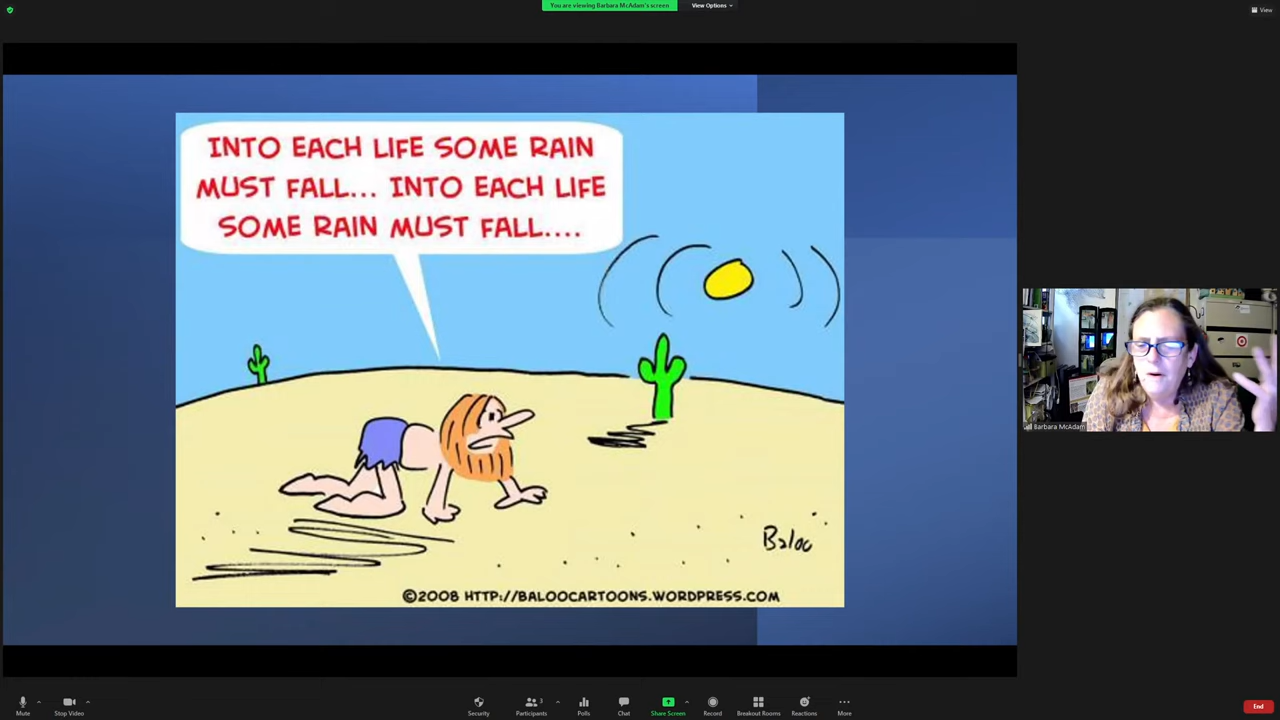 You are viewing Barbara McAdam's screen
View Options
View
INTO EACH LIFE SOME RAIN
MUST FALL... INTO EACH LIFE
SOME RAIN MUST FALL....
Baloo
©2008 HTTP://BALOOCARTOONS.WORDPRESS.COM
Barbara McAdam
Mute
Stop Video
Security
Participants
3
Polls
Chat
Share Screen
Record
Breakout Rooms
Reactions
More
End